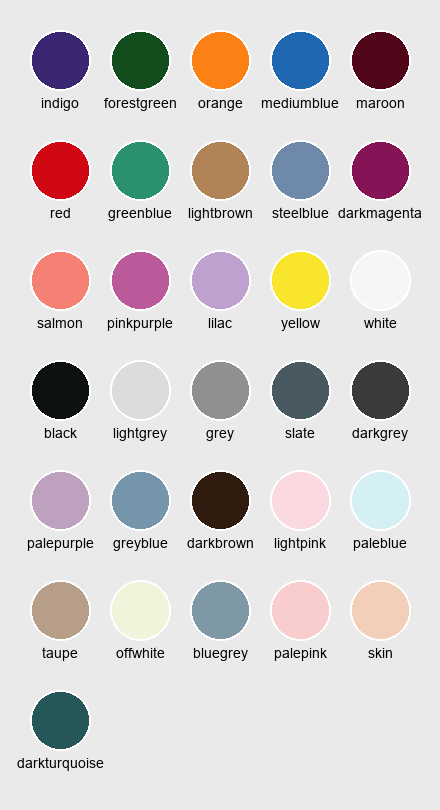 indigo forestgreen orange mediumblue maroon
red greenblue lightbrown steelblue darkmagenta
salmon pinkpurple lilac yellow white
black lightgrey grey slate darkgrey
palepurple greyblue darkbrown lightpink paleblue
taupe offwhite bluegrey palepink skin
darkturquoise